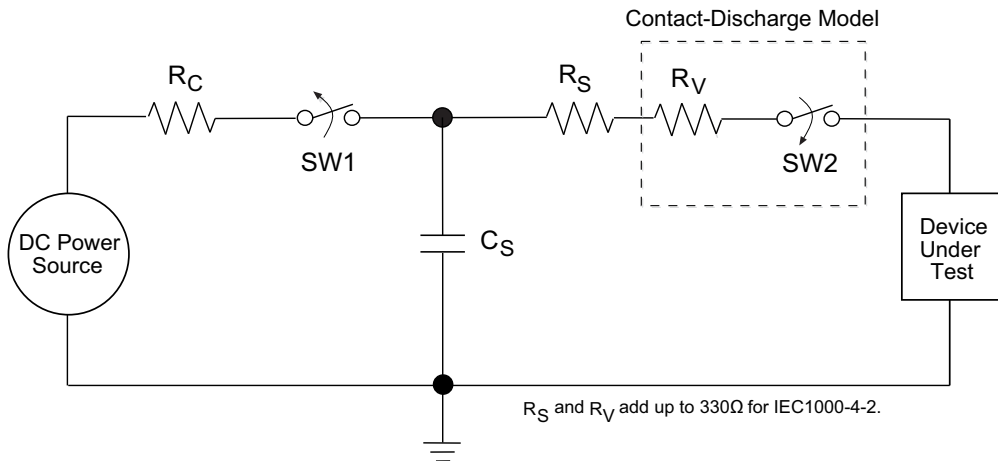 Contact-Discharge Model
RC
RS
RV
SW1
SW2
DC Power
Source
CS
Device
Under
Test
RS and RV add up to 330Ω for IEC1000-4-2.